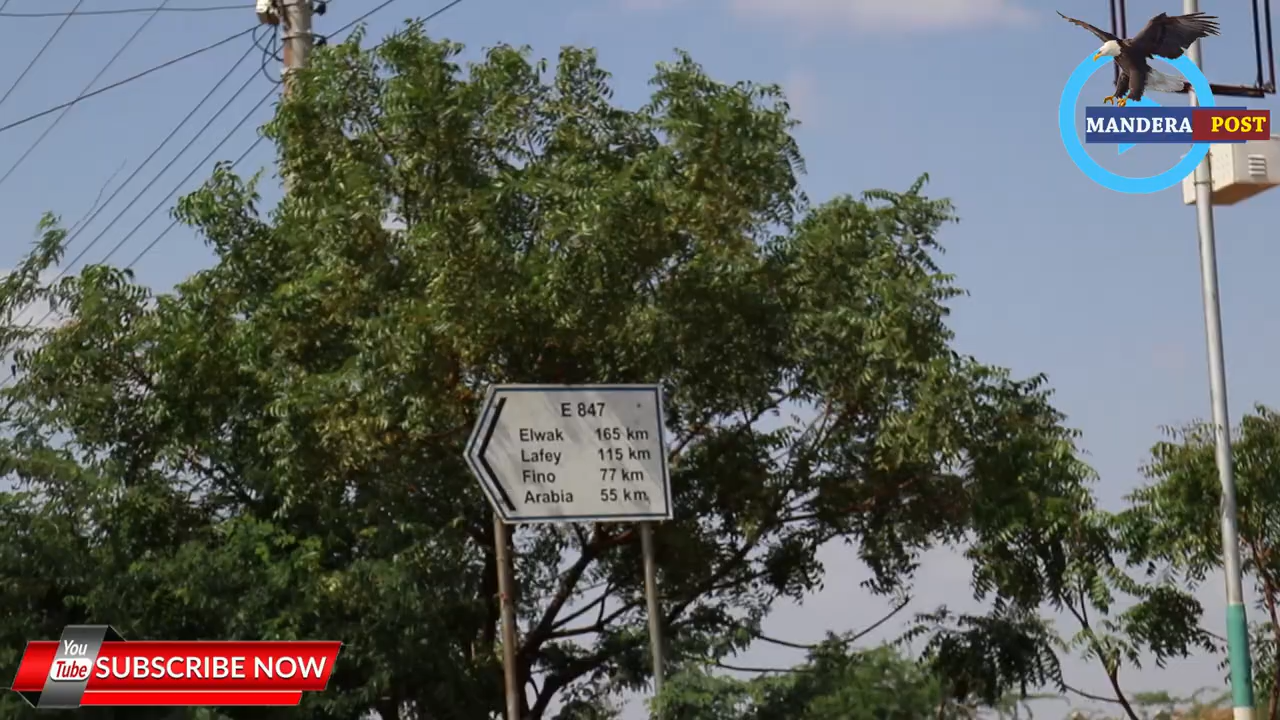 MANDERA POST
E 847
Elwak 165 km
Lafey 115 km
Fino 77 km
Arabia 55 km
You
Tube
SUBSCRIBE NOW